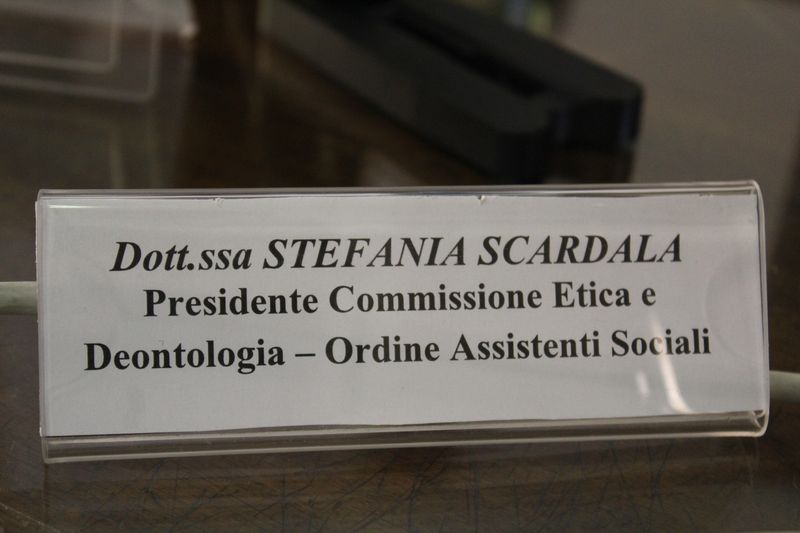 Dott.ssa STEFANIA SCARDALA
Presidente Commissione Etica e
Deontologia – Ordine Assistenti Sociali